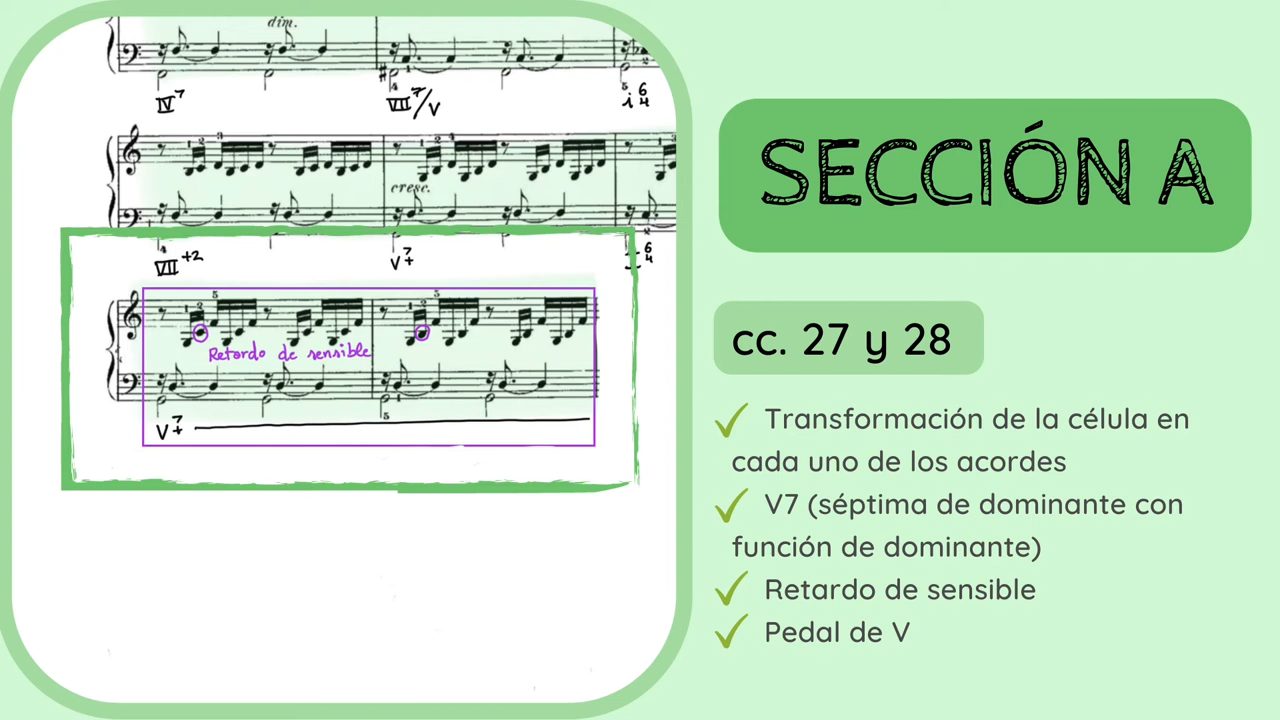 dim.
IV7
VII7/V
i 6 4
cresc.
VII+2
V7+
6 4
Retardo de sensible
V7+
SECCIÓN A
cc. 27 y 28
✓ Transformación de la célula en
cada uno de los acordes
✓ V7 (séptima de dominante con
función de dominante)
✓ Retardo de sensible
✓ Pedal de V